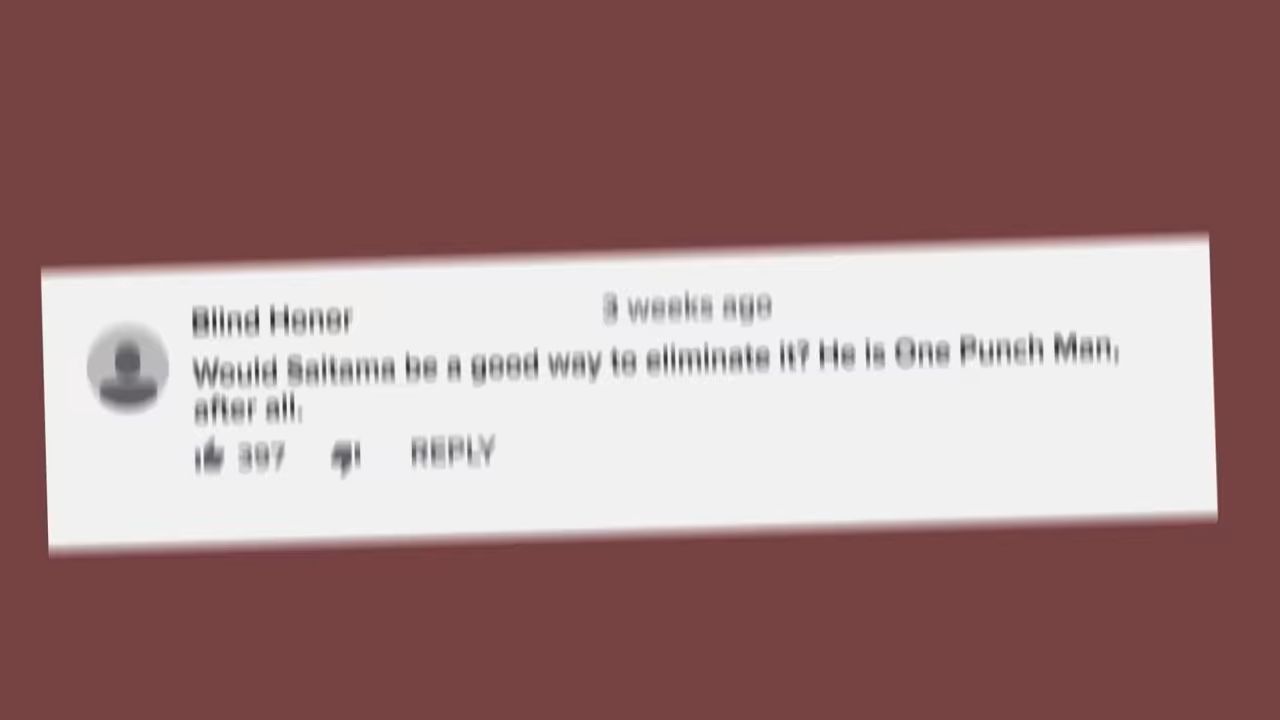 Blind Honor 3 weeks ago
Would Saitama be a good way to eliminate it? He is One Punch Man,
after all.
397 REPLY